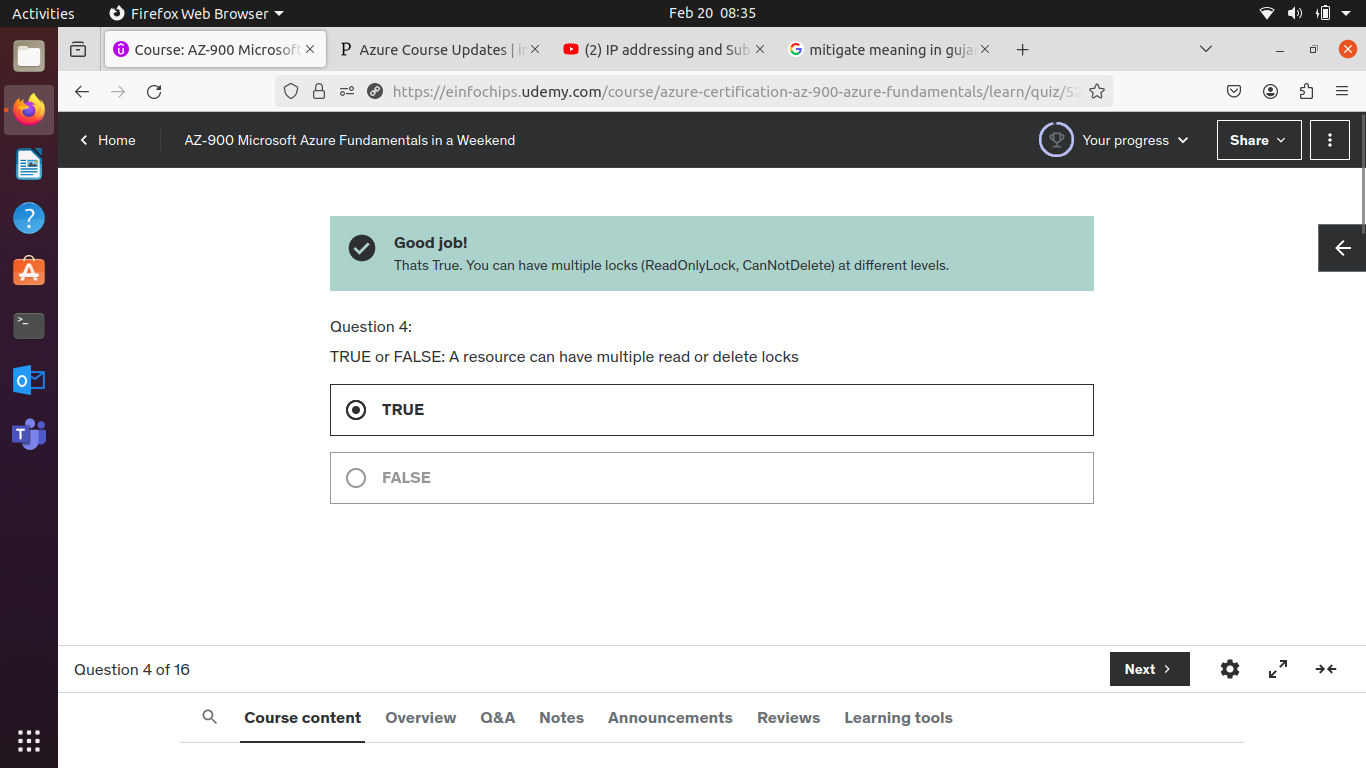 Activities
Firefox Web Browser
Feb 20 08:35
Course: AZ-900 Microsoft
P Azure Course Updates | i
(2) IP addressing and Sub
mitigate meaning in guja
https://einfochips.udemy.com/course/azure-certification-az-900-azure-fundamentals/learn/quiz/52
Home
AZ-900 Microsoft Azure Fundamentals in a Weekend
Your progress
Share
Good job!
Thats True. You can have multiple locks (ReadOnlyLock, CanNotDelete) at different levels.
Question 4:
TRUE or FALSE: A resource can have multiple read or delete locks
TRUE
FALSE
Question 4 of 16
Next
Course content
Overview
Q&A
Notes
Announcements
Reviews
Learning tools